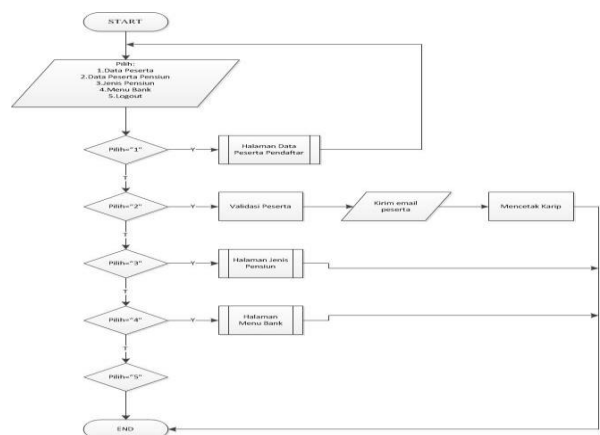 START
Pilih:
1.Data Peserta
2.Data Peserta Pensiun
3.Jenis Pensiun
4.Menu Bank
5.Logout
Pilih="1"
Y
Halaman Data
Peserta Pendaftar
Y
Pilih="2"
Y
Validasi Peserta
Kirim email
peserta
Mencetak Karip
Y
Pilih="3"
Y
Halaman Jenis
Pensiun
Y
Pilih="4"
Y
Halaman
Menu Bank
Y
Pilih="5"
END